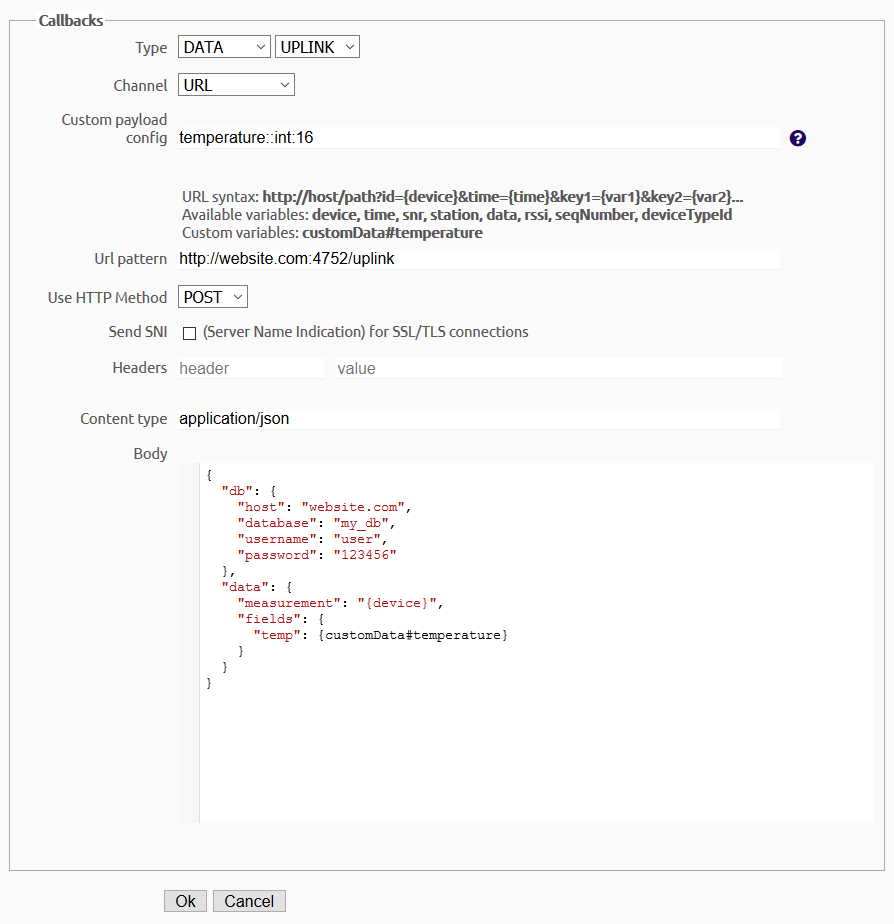 Callbacks
Type DATA UPLINK
Channel URL
Custom payload
config temperature::int:16 ?
URL syntax: http://host/path?id={device}&time={time}&key1={var1}&key2={var2}...
Available variables: device, time, snr, station, data, rssi, seqNumber, deviceTypeId
Custom variables: customData#temperature
Url pattern http://website.com:4752/uplink
Use HTTP Method POST
Send SNI (Server Name Indication) for SSL/TLS connections
Headers header value
Content type application/json
Body
{
  "db": {
    "host": "website.com",
    "database": "my_db",
    "username": "user",
    "password": "123456"
  },
  "data": {
    "measurement": "{device}",
    "fields": {
      "temp": {customData#temperature}
    }
  }
}
Ok Cancel